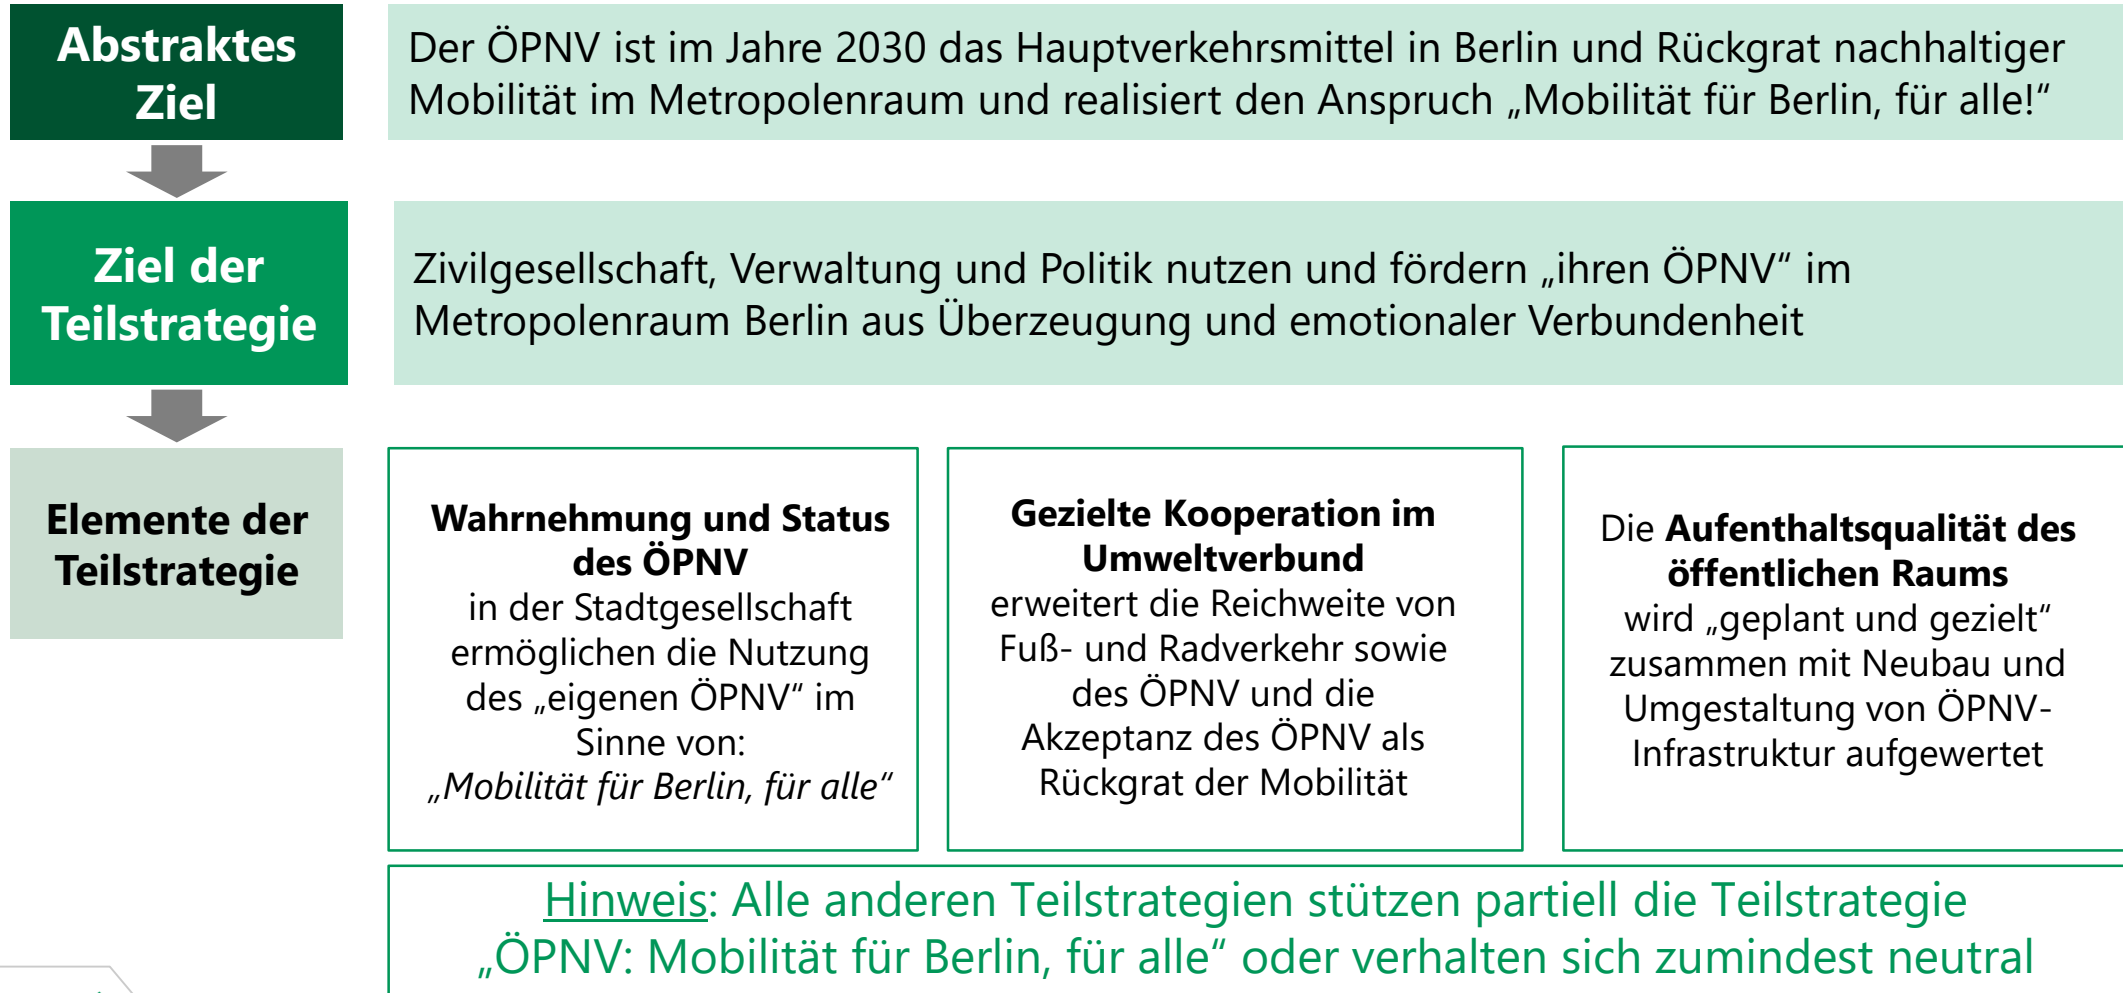 Abstraktes
Ziel
Der ÖPNV ist im Jahre 2030 das Hauptverkehrsmittel in Berlin und Rückgrat nachhaltiger
Mobilität im Metropolenraum und realisiert den Anspruch „Mobilität für Berlin, für alle!“
Ziel der
Teilstrategie
Zivilgesellschaft, Verwaltung und Politik nutzen und fördern „ihren ÖPNV“ im
Metropolenraum Berlin aus Überzeugung und emotionaler Verbundenheit
Elemente der
Teilstrategie
Wahrnehmung und Status
des ÖPNV
in der Stadtgesellschaft
ermöglichen die Nutzung
des „eigenen ÖPNV“ im
Sinne von:
„Mobilität für Berlin, für alle“
Gezielte Kooperation im
Umweltverbund
erweitert die Reichweite von
Fuß- und Radverkehr sowie
des ÖPNV und die
Akzeptanz des ÖPNV als
Rückgrat der Mobilität
Die Aufenthaltsqualität des
öffentlichen Raums
wird „geplant und gezielt“
zusammen mit Neubau und
Umgestaltung von ÖPNV-
Infrastruktur aufgewertet
Hinweis: Alle anderen Teilstrategien stützen partiell die Teilstrategie
„ÖPNV: Mobilität für Berlin, für alle“ oder verhalten sich zumindest neutral